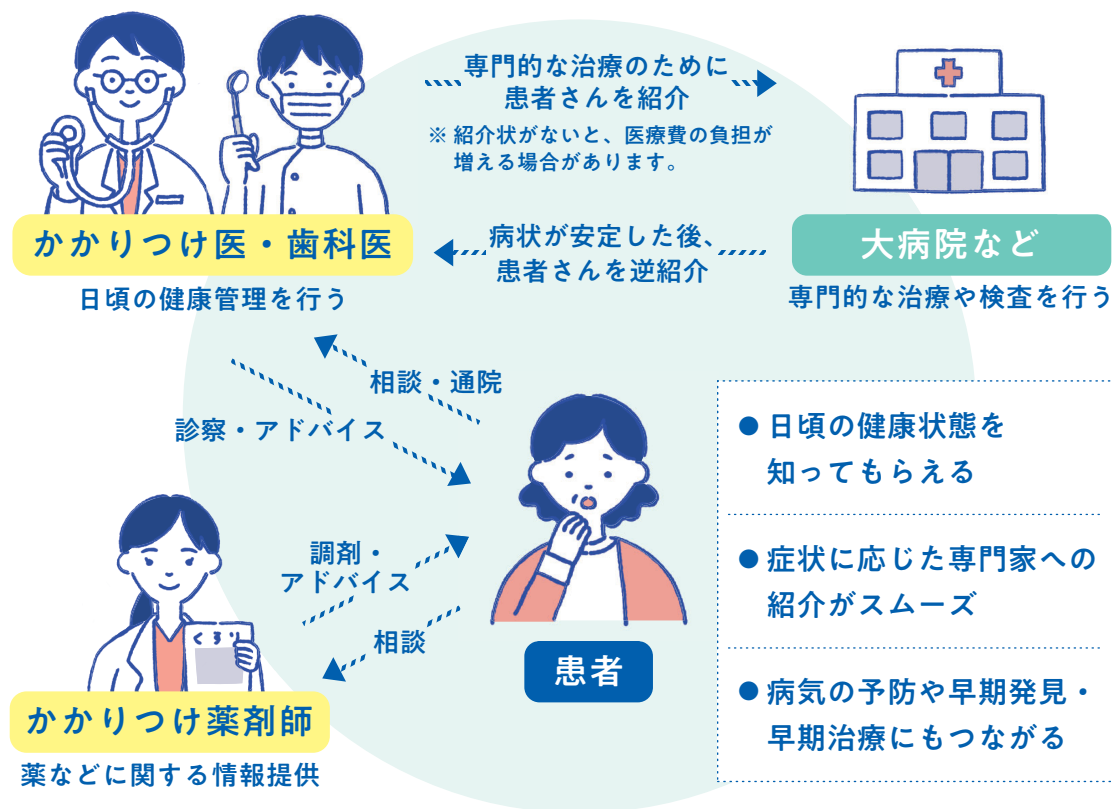 専門的な治療のために
患者さんを紹介
※ 紹介状がないと、医療費の負担が
増える場合があります。
かかりつけ医・歯科医
日頃の健康管理を行う
病状が安定した後、
患者さんを逆紹介
大病院など
専門的な治療や検査を行う
相談・通院
診察・アドバイス
調剤・
アドバイス
相談
くすり
かかりつけ薬剤師
薬などに関する情報提供
患者
● 日頃の健康状態を
知ってもらえる
● 症状に応じた専門家への
紹介がスムーズ
● 病気の予防や早期発見・
早期治療にもつながる